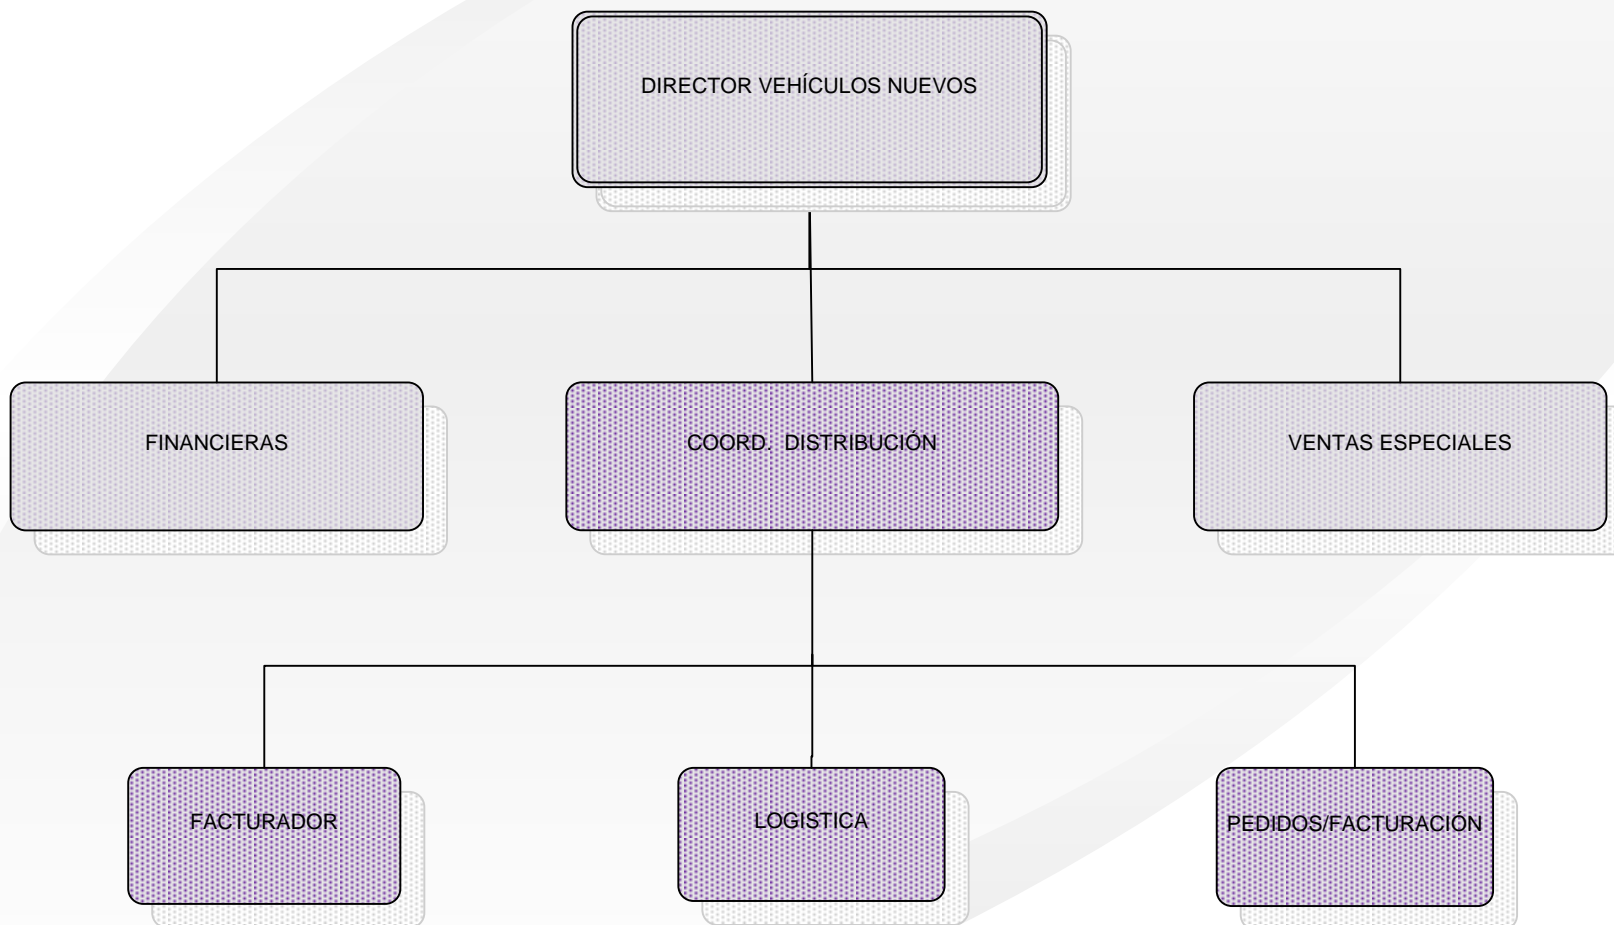 DIRECTOR VEHÍCULOS NUEVOS
FINANCIERAS
COORD. DISTRIBUCIÓN
VENTAS ESPECIALES
FACTURADOR
LOGISTICA
PEDIDOS/FACTURACIÓN